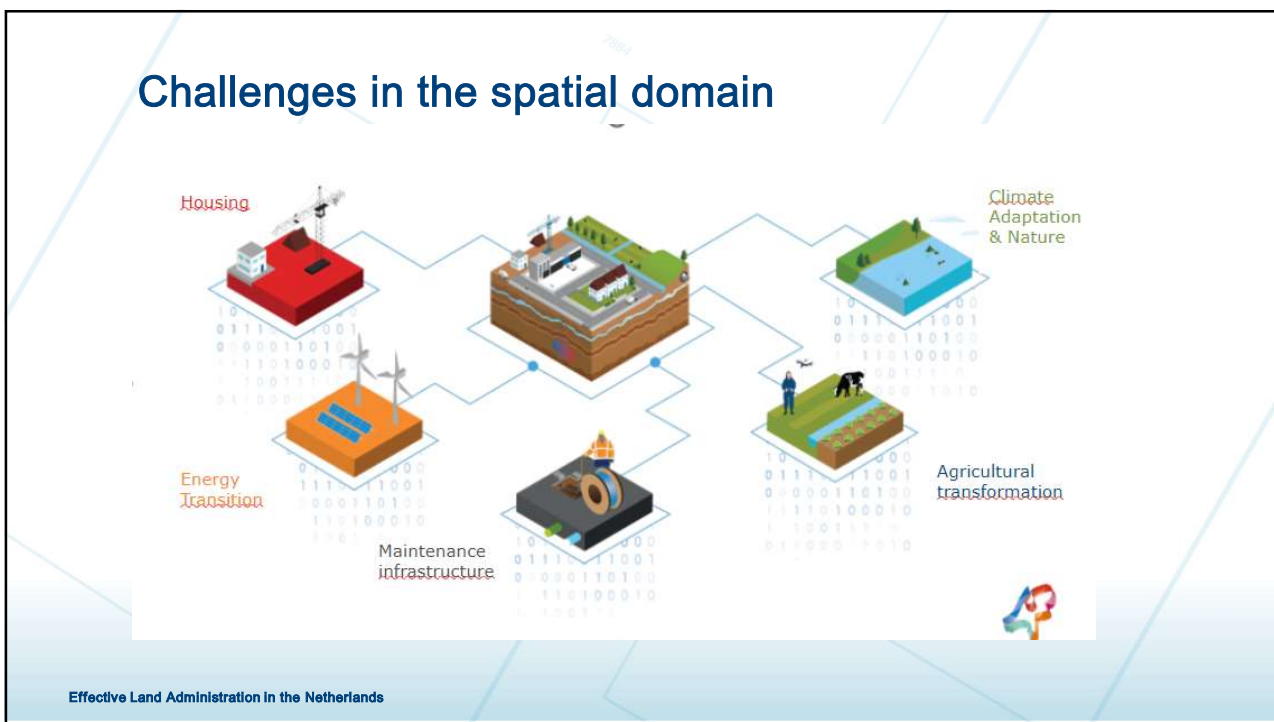 7884
Challenges in the spatial domain
Housing
Climate
Adaptation
& Nature
Energy
Transition
Agricultural
transformation
Maintenance
infrastructure
Effective Land Administration in the Netherlands